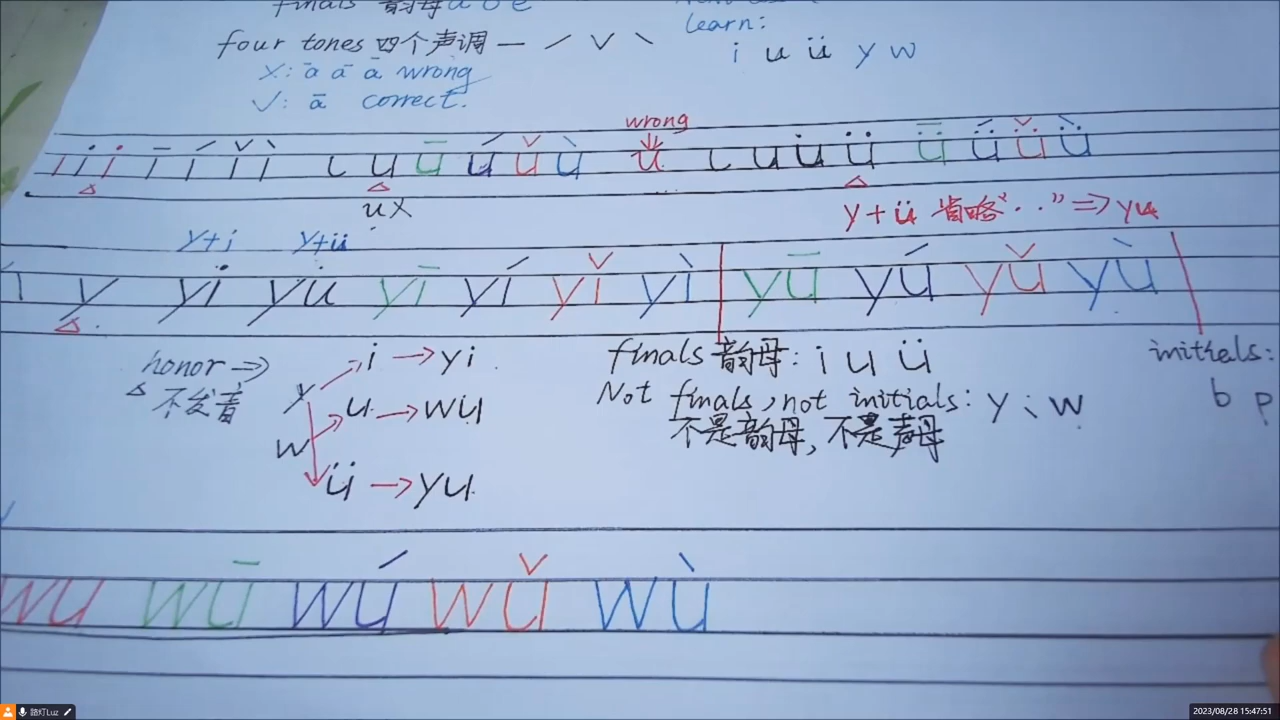 finals 韵母 a o e
learn:
four tones 四个声调 ー ˊ ˇ ˋ
i u ü y w
X: ā ā ā wrong
√: ā correct.
wrong
ı i i ī í ǐ ì ɩ u ū ú ǔ ù u ɩ u u̇ ü ǖ ǘ ǚ ǜ
u X
y + ü 省略“··”=> yu
y+i y+ü
y yi yü yī yí yǐ yì yū yú yǔ yù
honor =>
不发音
y i → yi
u → wu
w
ü → yu
finals 韵母: i u ü
Not finals, not initials: y、w
不是韵母, 不是声母
initials:
b p
wu wū wú wǔ wù
路灯Luz
2023/08/28 15:47:51